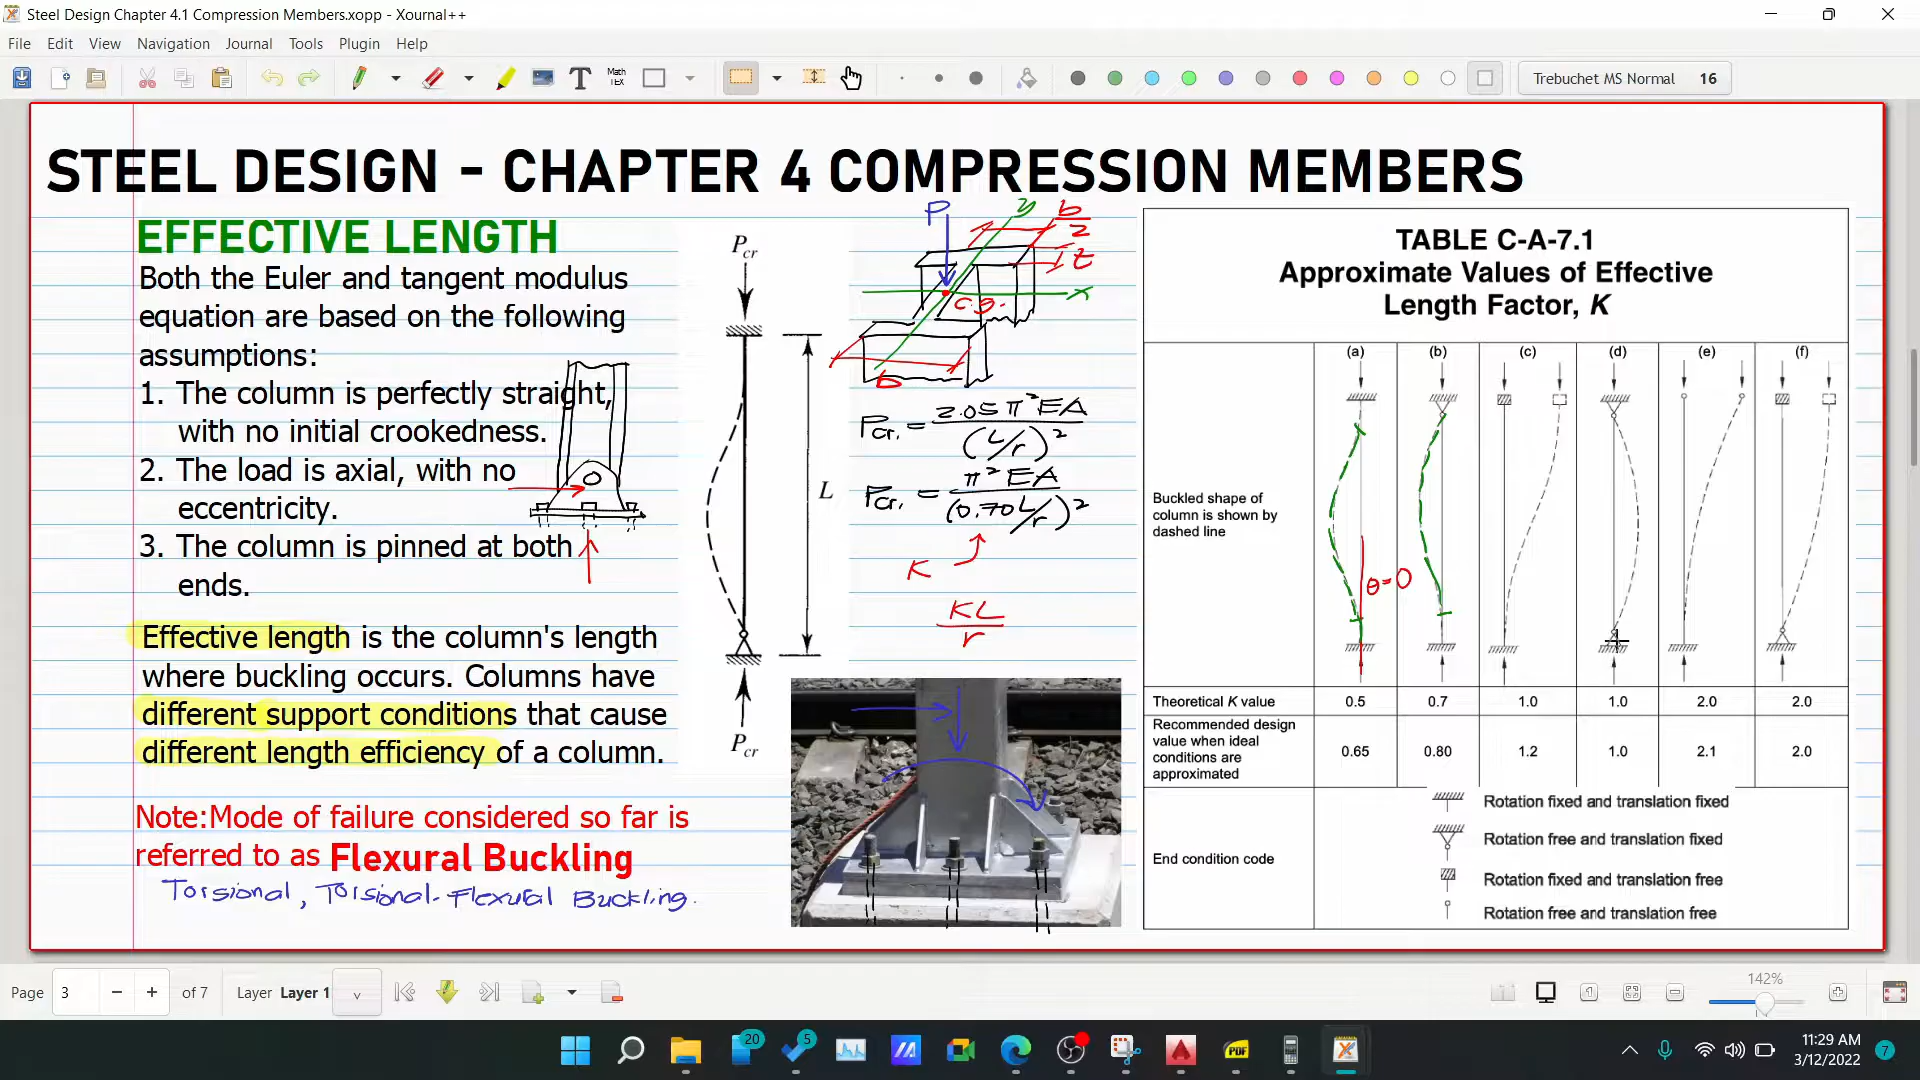 Steel Design Chapter 4.1 Compression Members.xopp - Xournal++
File Edit View Navigation Journal Tools Plugin Help
Math
TEX
Trebuchet MS Normal 16
STEEL DESIGN - CHAPTER 4 COMPRESSION MEMBERS
EFFECTIVE LENGTH
Both the Euler and tangent modulus
equation are based on the following
assumptions:
1. The column is perfectly straight,
with no initial crookedness.
2. The load is axial, with no
eccentricity.
3. The column is pinned at both
ends.
Effective length is the column's length
where buckling occurs. Columns have
different support conditions that cause
different length efficiency of a column.
Note:Mode of failure considered so far is
referred to as Flexural Buckling
Torsional, Torsional-Flexural Buckling.
Pcr
L
Pcr
P
y
b/2
t
x
c.g.
b
Pcr. = 2.05π²EA / (L/r)²
Pcr. = π²EA / (0.70L/r)²
K
KL/r
TABLE C-A-7.1
Approximate Values of Effective
Length Factor, K
(a) (b) (c) (d) (e) (f)
Buckled shape of
column is shown by
dashed line
θ=0
Theoretical K value 0.5 0.7 1.0 1.0 2.0 2.0
Recommended design
value when ideal
conditions are
approximated
0.65 0.80 1.2 1.0 2.1 2.0
End condition code
Rotation fixed and translation fixed
Rotation free and translation fixed
Rotation fixed and translation free
Rotation free and translation free
Page 3 of 7 Layer Layer 1
142%
20
5
PDF
11:29 AM
3/12/2022
7